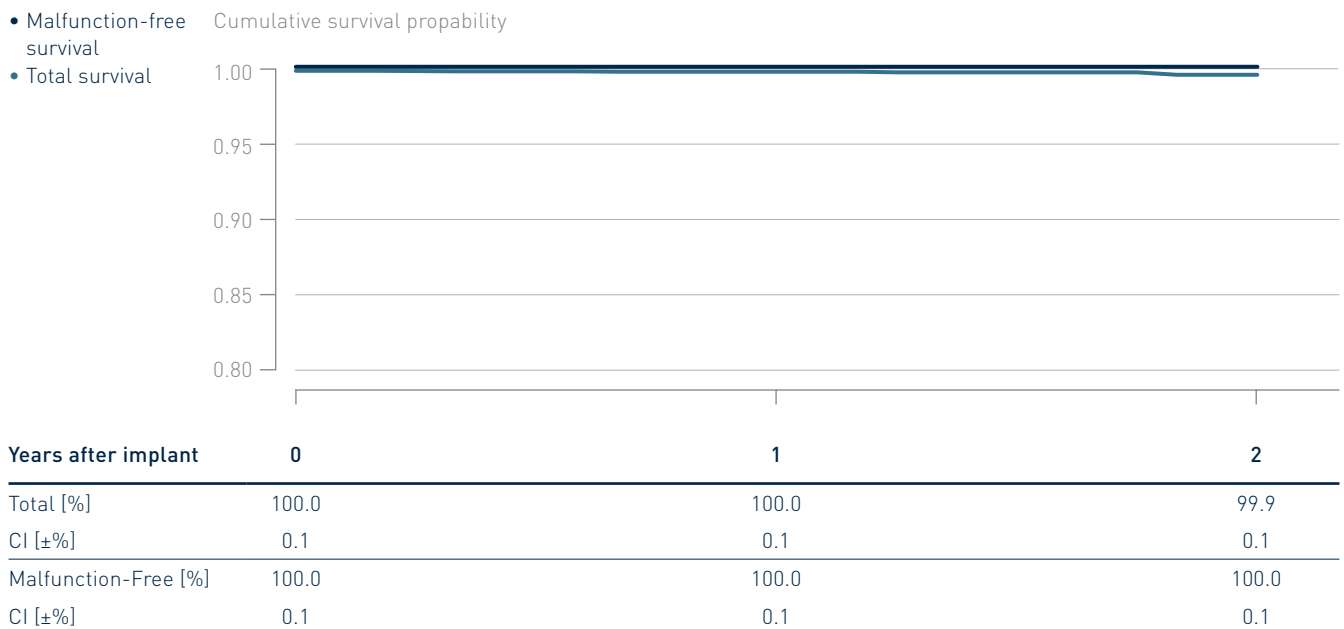 • Malfunction-free
survival
• Total survival
Cumulative survival propability
1.00
0.95
0.90
0.85
0.80
Years after implant 0 1 2
Total [%] 100.0 100.0 99.9
CI [±%] 0.1 0.1 0.1
Malfunction-Free [%] 100.0 100.0 100.0
CI [±%] 0.1 0.1 0.1